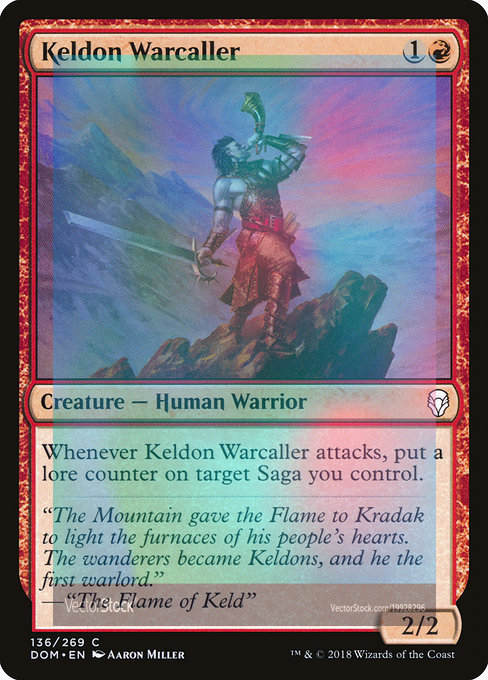 Keldon Warcaller
1
Creature — Human Warrior
Whenever Keldon Warcaller attacks, put a
lore counter on target Saga you control.
“The Mountain gave the Flame to Kradak
to light the furnaces of his people’s hearts.
The wanderers became Keldons, and he the
first warlord.”
—“The Flame of Keld”
VectorStock
VectorStock.com/19928296
2/2
136/269 C
DOM • EN Aaron Miller
™ & © 2018 Wizards of the Coast